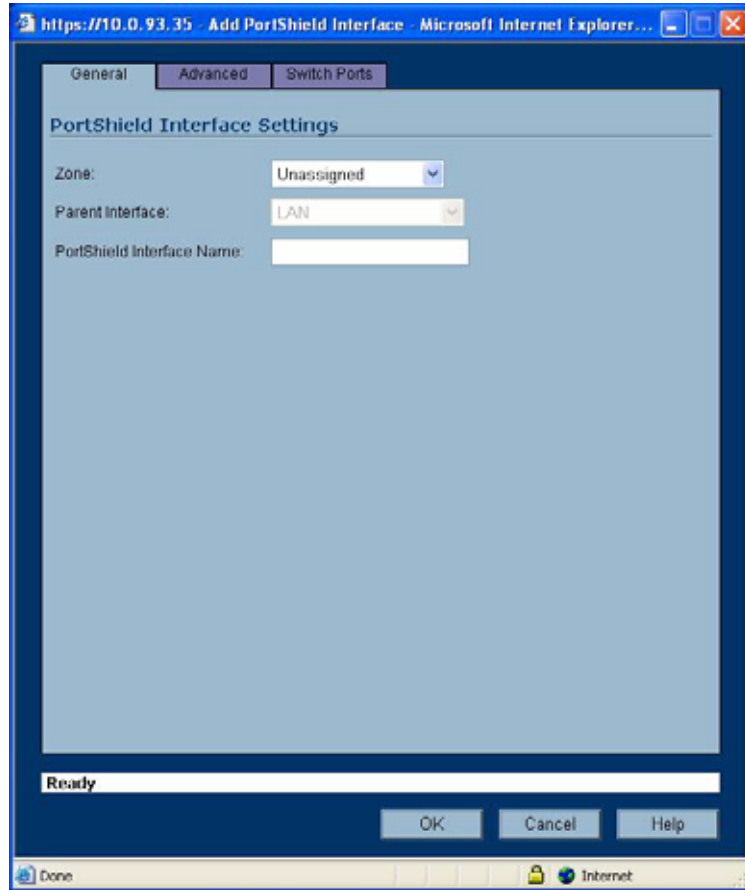 https://10.0.93.35 - Add PortShield Interface - Microsoft Internet Explorer...
General Advanced Switch Ports
PortShield Interface Settings
Zone: Unassigned
Parent Interface: LAN
PortShield Interface Name:
Ready
OK Cancel Help
Done Internet